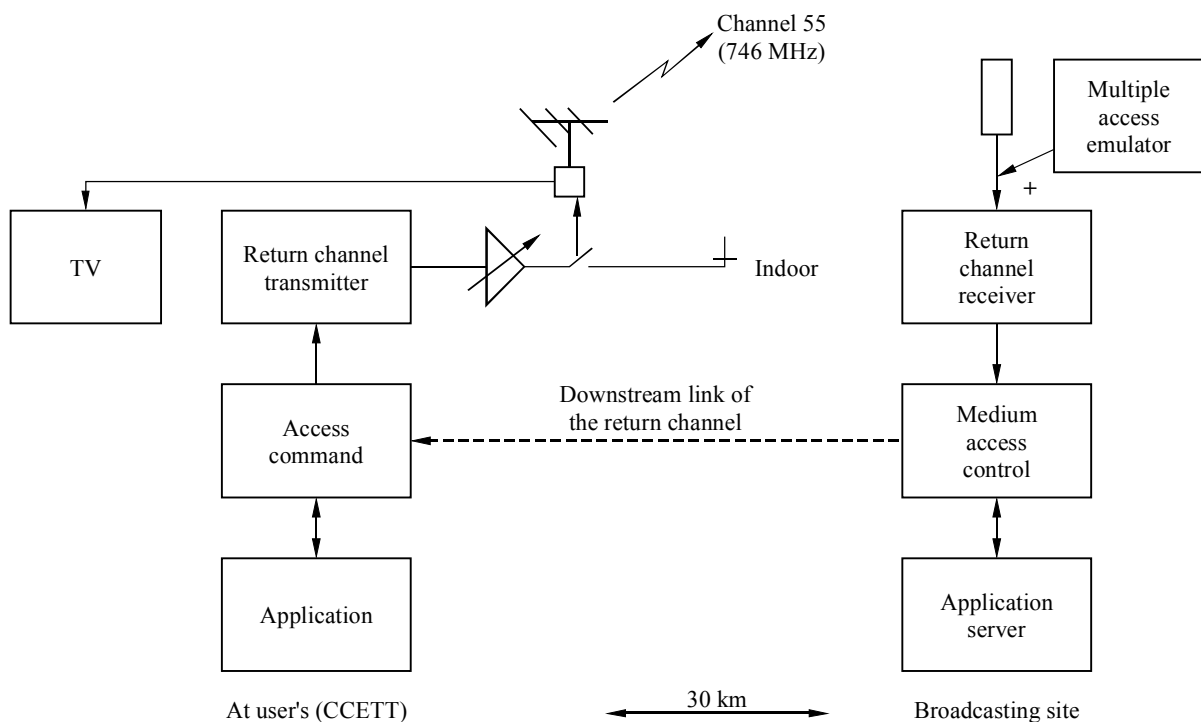 Channel 55
(746 MHz)
Multiple
access
emulator
+
TV
Return channel
transmitter
Indoor
Return
channel
receiver
Downstream link of
the return channel
Access
command
Medium
access
control
Application
Application
server
At user's (CCETT)
30 km
Broadcasting site